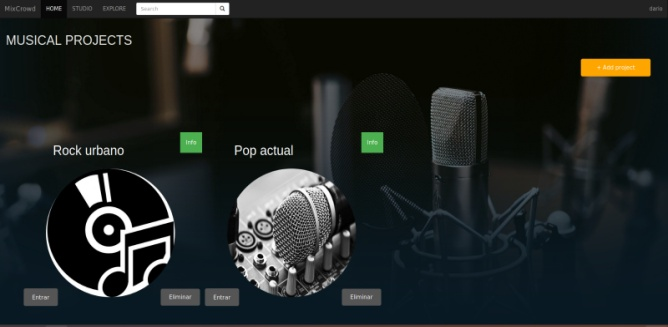 MixCrowd HOME STUDIO EXPLORE Search daris
MUSICAL PROJECTS
+ Add project
Info Info
Rock urbano Pop actual
Entrar Eliminar Entrar Eliminar